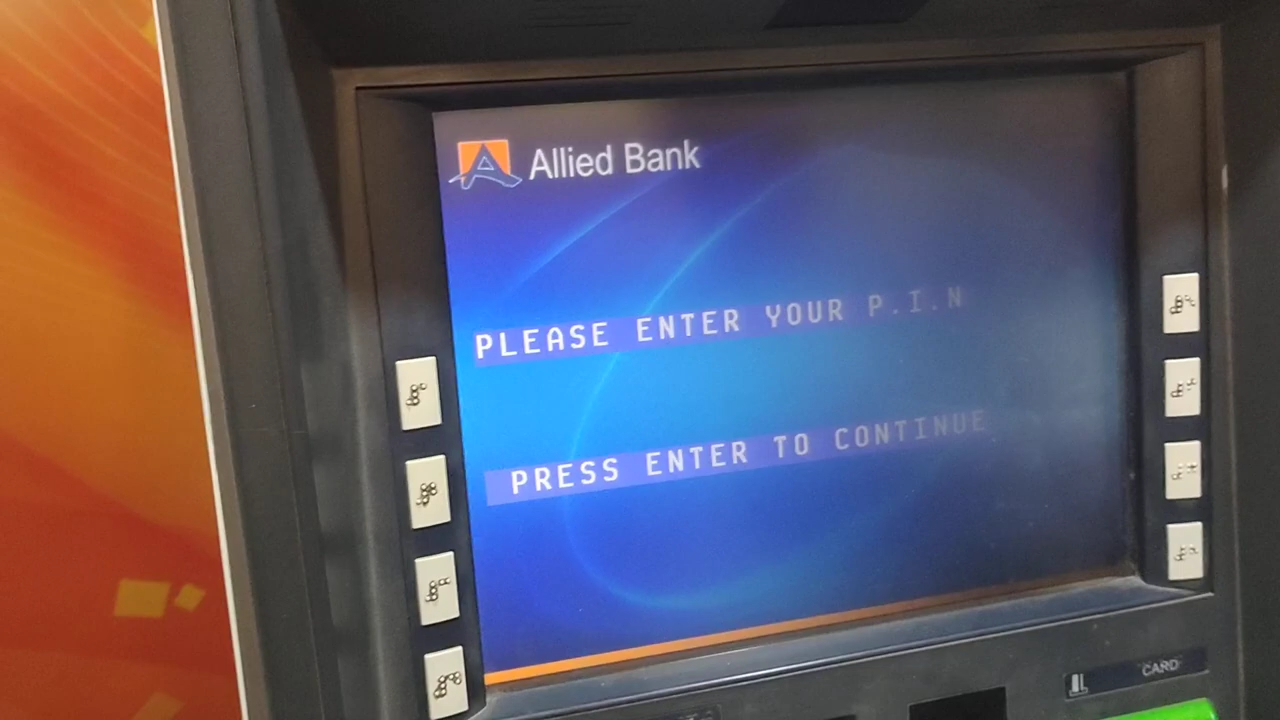 Allied Bank
PLEASE ENTER YOUR P.I.N
PRESS ENTER TO CONTINUE
CARD